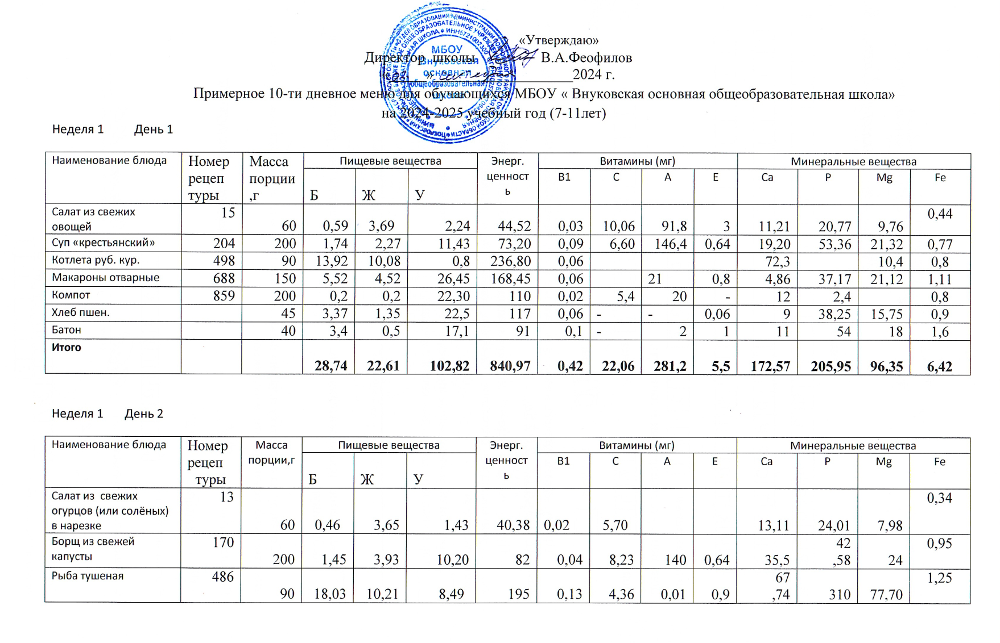 «Утверждаю»
Директор школы В.А.Феофилов
« » 2024 г.
Примерное 10-ти дневное меню для обучающихся МБОУ « Внуковская основная общеобразовательная школа»
на 2024-2025 учебный год (7-11лет)
МБОУ
"Внуковская
основная
общеобразовательная
школа"
Неделя 1 День 1
Наименование блюда Номер рецеп туры Масса порции ,г Пищевые вещества Энерг. ценност ь Витамины (мг) Минеральные вещества
Б Ж У B1 C A E Ca P Mg Fe
Салат из свежих
овощей 15 60 0,59 3,69 2,24 44,52 0,03 10,06 91,8 3 11,21 20,77 9,76 0,44
Суп «крестьянский» 204 200 1,74 2,27 11,43 73,20 0,09 6,60 146,4 0,64 19,20 53,36 21,32 0,77
Котлета руб. кур. 498 90 13,92 10,08 0,8 236,80 0,06 72,3 10,4 0,8
Макароны отварные 688 150 5,52 4,52 26,45 168,45 0,06 21 0,8 4,86 37,17 21,12 1,11
Компот 859 200 0,2 0,2 22,30 110 0,02 5,4 20 - 12 2,4 0,8
Хлеб пшен. 45 3,37 1,35 22,5 117 0,06 - - 0,06 9 38,25 15,75 0,9
Батон 40 3,4 0,5 17,1 91 0,1 - 2 1 11 54 18 1,6
Итого
28,74 22,61 102,82 840,97 0,42 22,06 281,2 5,5 172,57 205,95 96,35 6,42
Неделя 1 День 2
Наименование блюда Номер рецеп туры Масса порции,г Пищевые вещества Энерг. ценност ь Витамины (мг) Минеральные вещества
Б Ж У B1 C A E Ca P Mg Fe
Салат из свежих
огурцов (или солёных)
в нарезке 13 60 0,46 3,65 1,43 40,38 0,02 5,70 13,11 24,01 7,98 0,34
Борщ из свежей
капусты 170 200 1,45 3,93 10,20 82 0,04 8,23 140 0,64 35,5 42 ,58 24 0,95
Рыба тушеная 486 90 18,03 10,21 8,49 195 0,13 4,36 0,01 0,9 67 ,74 310 77,70 1,25